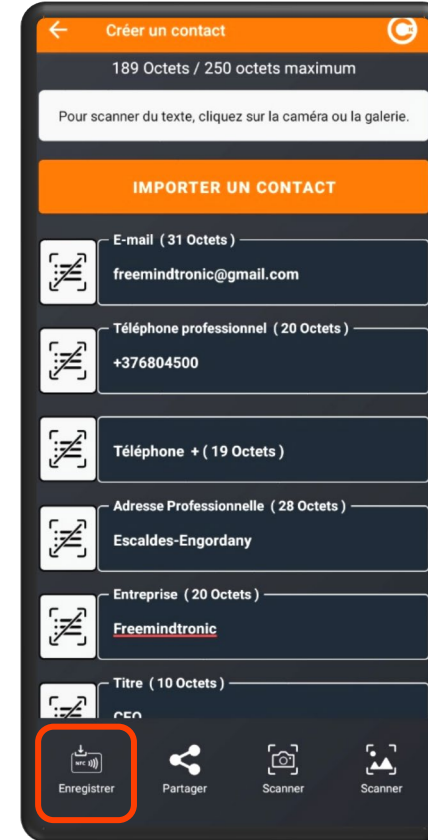 Créer un contact
189 Octets / 250 octets maximum
Pour scanner du texte, cliquez sur la caméra ou la galerie.
IMPORTER UN CONTACT
E-mail (31 Octets)
freemindtronic@gmail.com
Téléphone professionnel (20 Octets)
+376804500
Téléphone + (19 Octets)
Adresse Professionnelle (28 Octets)
Escaldes-Engordany
Entreprise (20 Octets)
Freemindtronic
Titre (10 Octets)
CEO
NFC
Enregistrer Partager Scanner Scanner